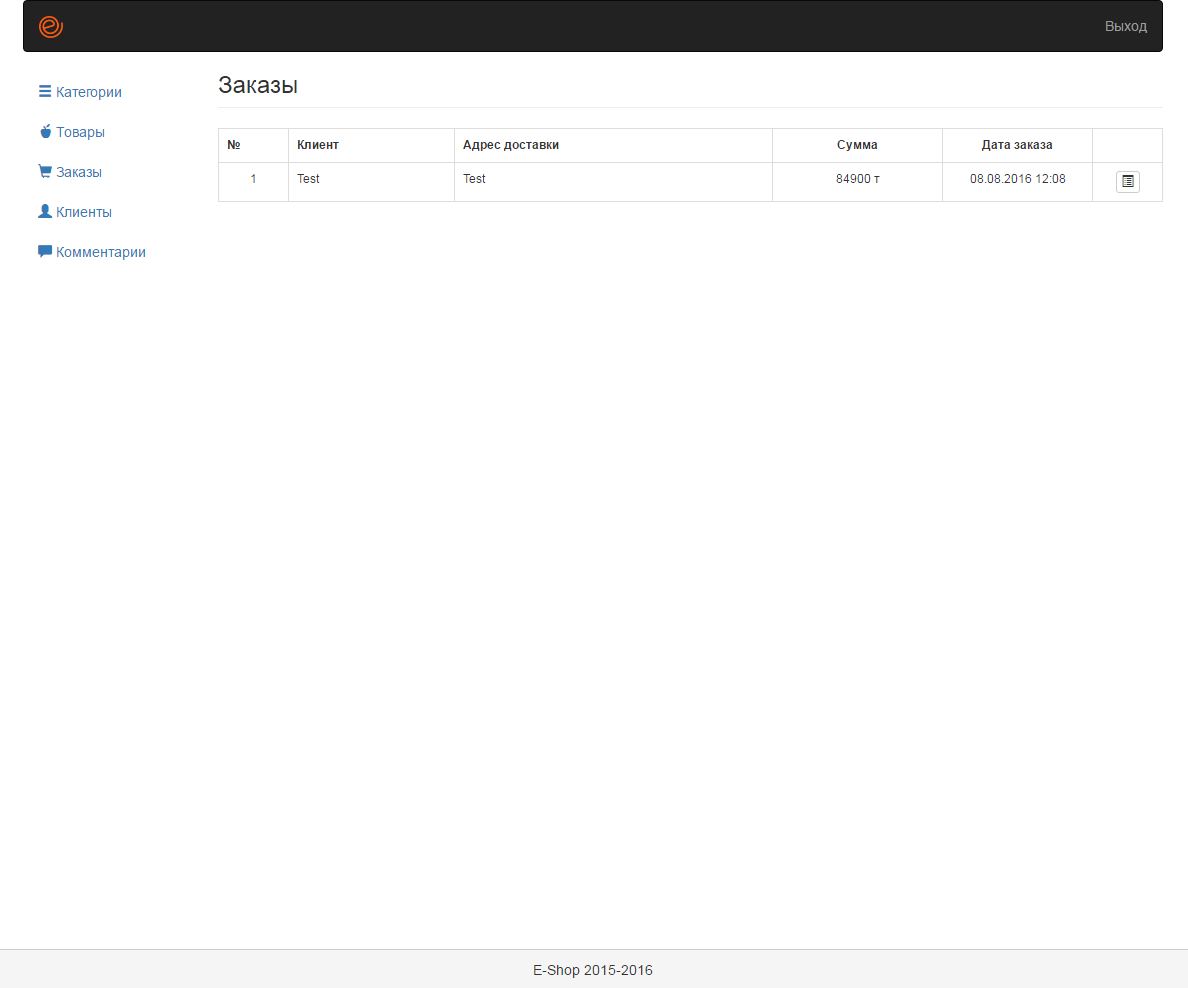 Выход
Категории
Товары
Заказы
Клиенты
Комментарии
Заказы
№ Клиент Адрес доставки Сумма Дата заказа
1 Test Test 84900 т 08.08.2016 12:08
E-Shop 2015-2016